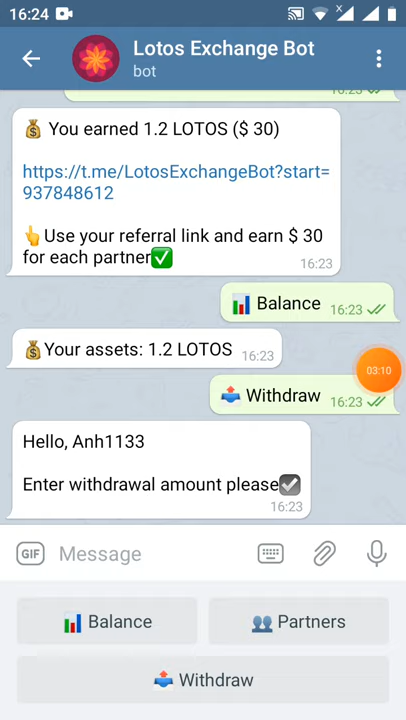 16:24
Lotos Exchange Bot
bot
💰 You earned 1.2 LOTOS ($ 30)
https://t.me/LotosExchangeBot?start=
937848612
👆Use your referral link and earn $ 30
for each partner✅
16:23
📊 Balance
16:23
💰Your assets: 1.2 LOTOS
16:23
03:10
📤 Withdraw
16:23
Hello, Anh1133
Enter withdrawal amount please☑
16:23
GIF
Message
📊 Balance
👥 Partners
📤 Withdraw